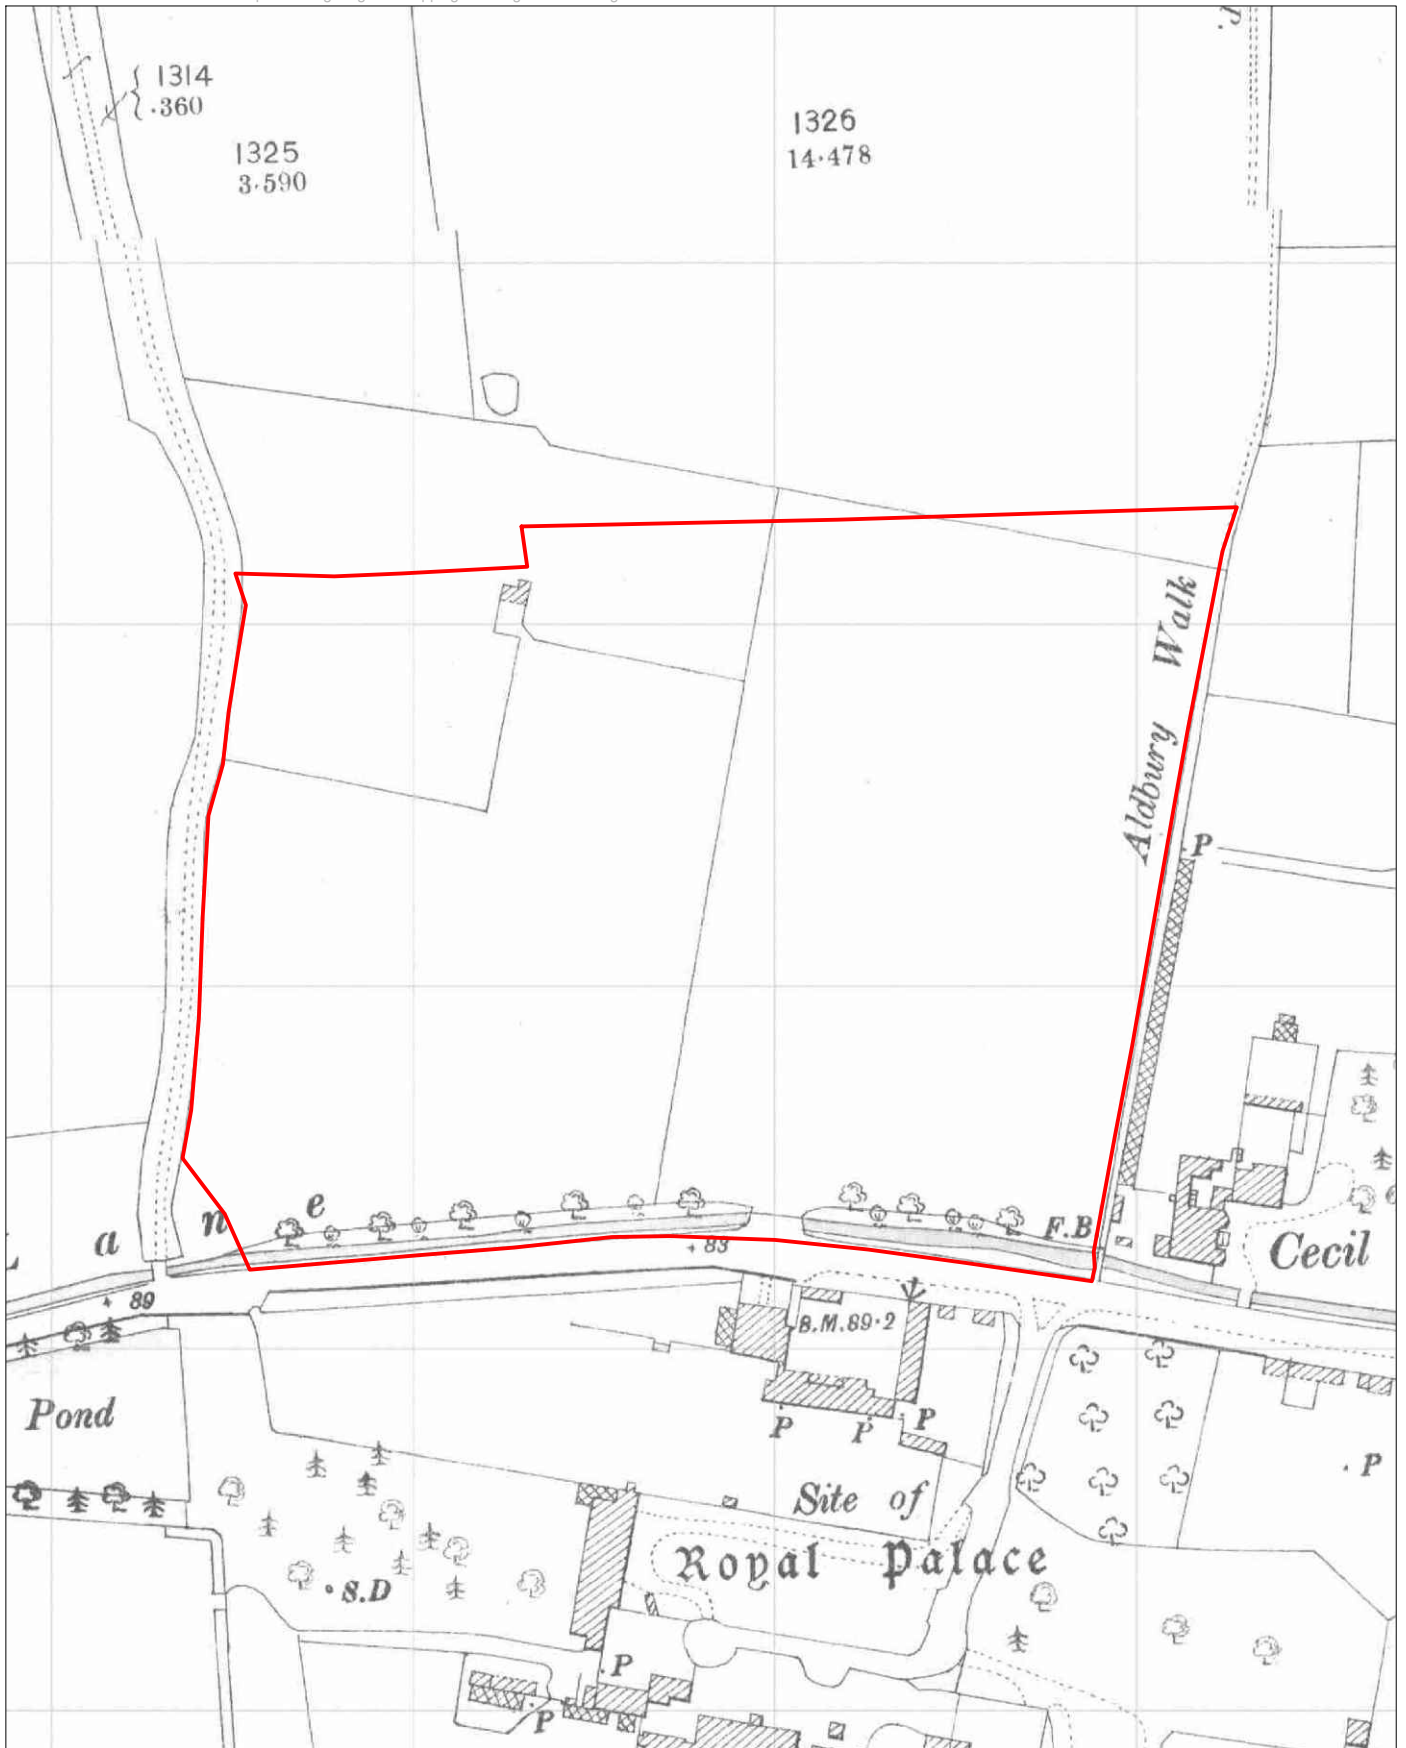 1314
.360
1325
3·590
1326
14·478
Aldbury Walk
P
a n e
F.B
+ 83
Cecil
+ 89
B.M.89·2
Pond
P P P
P
Site of
Royal Palace
S.D
P
P